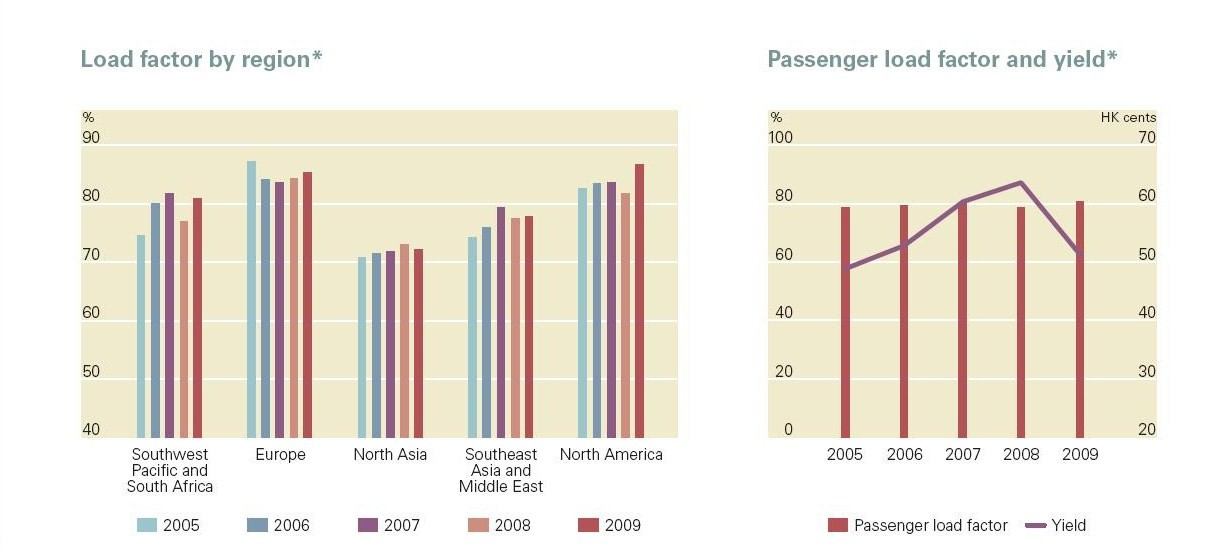 Load factor by region*
%
90
80
70
60
50
40
Southwest
Pacific and
South Africa
Europe
North Asia
Southeast
Asia and
Middle East
North America
2005
2006
2007
2008
2009
Passenger load factor and yield*
%
HK cents
100
70
80
60
60
50
40
40
20
30
0
20
2005
2006
2007
2008
2009
Passenger load factor
Yield